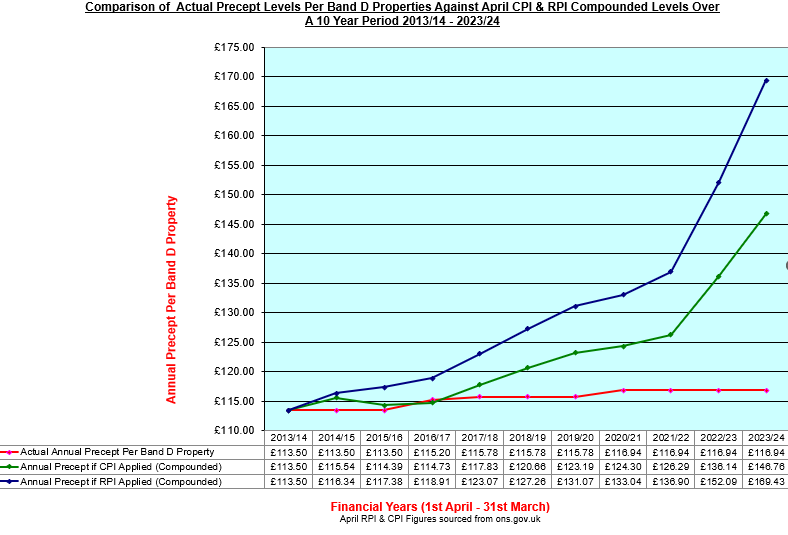 Comparison of Actual Precept Levels Per Band D Properties Against April CPI & RPI Compounded Levels Over
A 10 Year Period 2013/14 - 2023/24
£175.00
£170.00
£165.00
£160.00
£155.00
£150.00
£145.00
£140.00
£135.00
£130.00
£125.00
£120.00
£115.00
£110.00
Annual Precept Per Band D Property
2013/14 2014/15 2015/16 2016/17 2017/18 2018/19 2019/20 2020/21 2021/22 2022/23 2023/24
Actual Annual Precept Per Band D Property £113.50 £113.50 £113.50 £115.20 £115.78 £115.78 £115.78 £116.94 £116.94 £116.94 £116.94
Annual Precept if CPI Applied (Compounded) £113.50 £115.54 £114.39 £114.73 £117.83 £120.66 £123.19 £124.30 £126.29 £136.14 £146.76
Annual Precept if RPI Applied (Compounded) £113.50 £116.34 £117.38 £118.91 £123.07 £127.26 £131.07 £133.04 £136.90 £152.09 £169.43
Financial Years (1st April - 31st March)
April RPI & CPI Figures sourced from ons.gov.uk